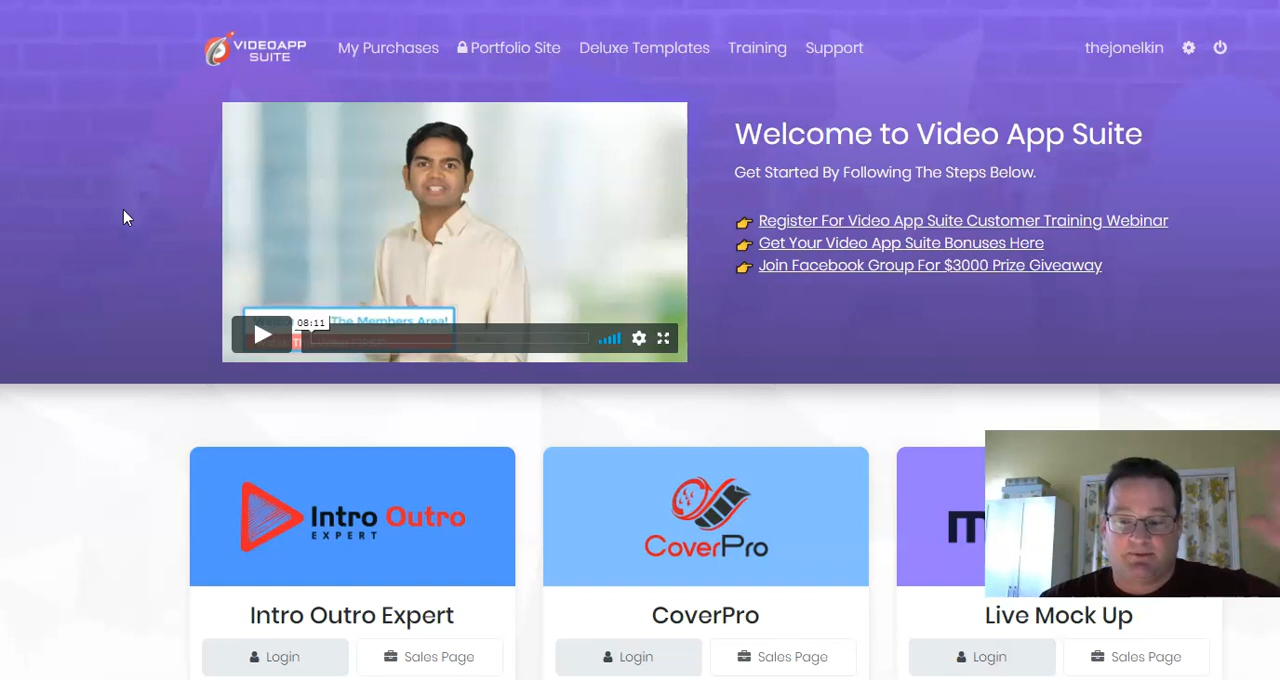 VIDEOAPP
SUITE
My Purchases
Portfolio Site
Deluxe Templates
Training
Support
thejonelkin
Welcome to Video App Suite
Get Started By Following The Steps Below.
Register For Video App Suite Customer Training Webinar
Get Your Video App Suite Bonuses Here
Join Facebook Group For $3000 Prize Giveaway
The Members Area!
08:11
Intro Outro
EXPERT
CoverPro
m
Intro Outro Expert
CoverPro
Live Mock Up
Login
Sales Page
Login
Sales Page
Login
Sales Page